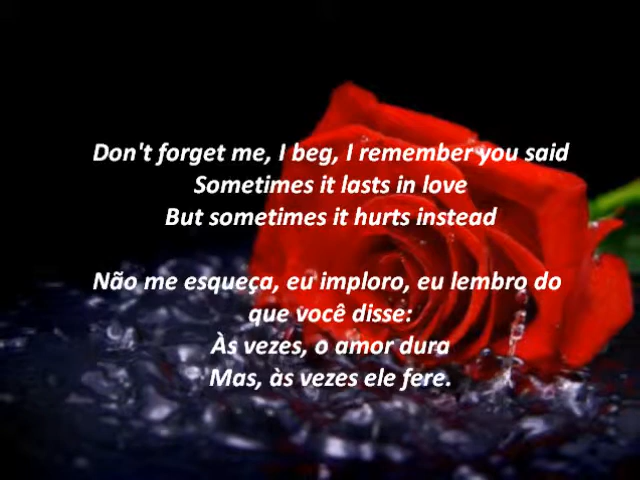 Don't forget me, I beg, I remember you said
Sometimes it lasts in love
But sometimes it hurts instead
Não me esqueça, eu imploro, eu lembro do
que você disse:
Às vezes, o amor dura
Mas, às vezes ele fere.